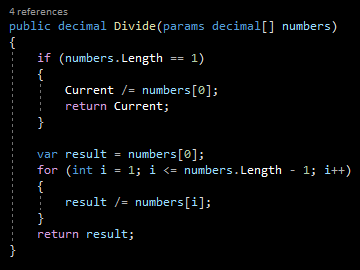 4 references
public decimal Divide(params decimal[] numbers)
{
if (numbers.Length == 1)
{
Current /= numbers[0];
return Current;
}
var result = numbers[0];
for (int i = 1; i <= numbers.Length - 1; i++)
{
result /= numbers[i];
}
return result;
}